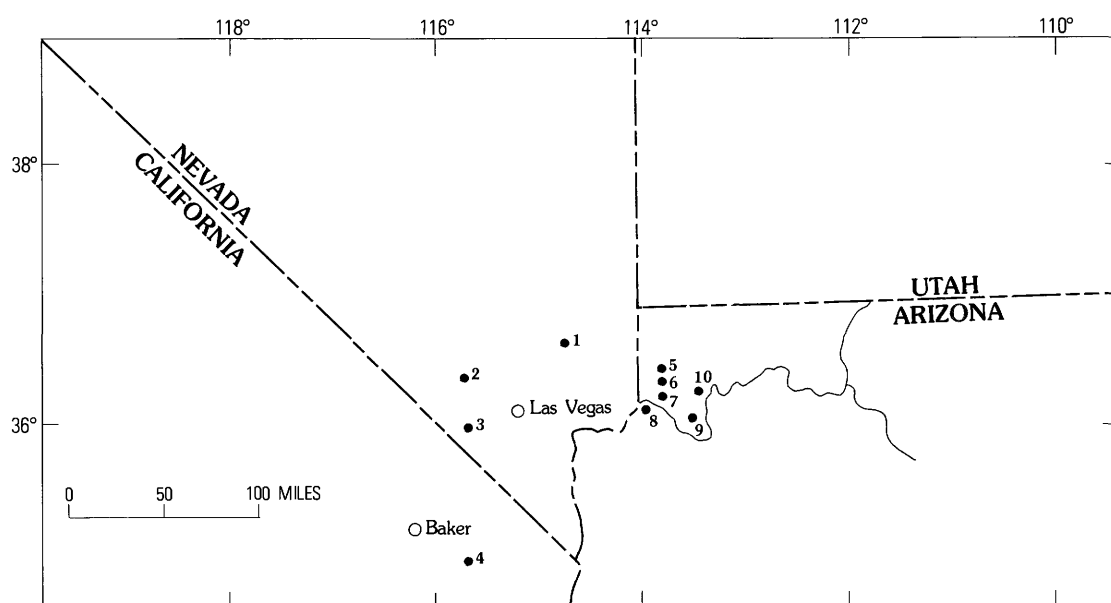 118° 116° 114° 112° 110°
38°
NEVADA
CALIFORNIA
UTAH
ARIZONA
1
2
5
6
10
7
Las Vegas
8
9
3
36°
0 50 100 MILES
Baker
4